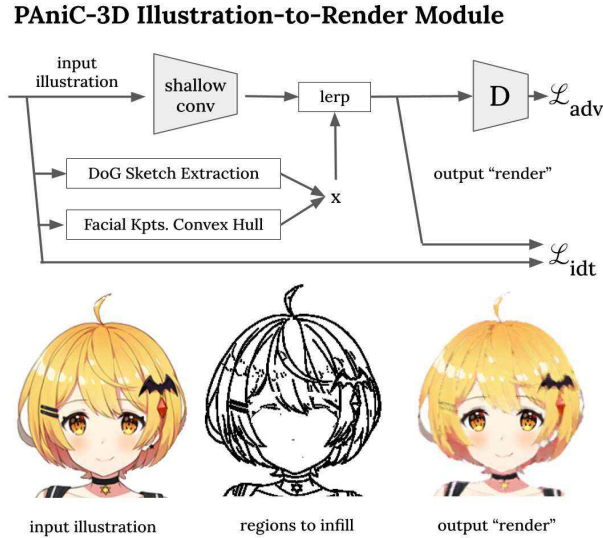 PAniC-3D Illustration-to-Render Module
input
illustration
shallow
conv
lerp
D
ℒadv
DoG Sketch Extraction
x
output “render”
Facial Kpts. Convex Hull
ℒidt
input illustration
regions to infill
output “render”